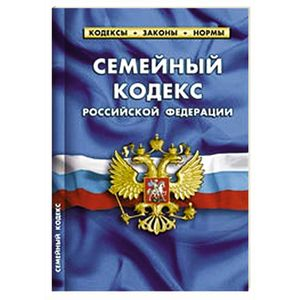 КОДЕКСЫ • ЗАКОНЫ • НОРМЫ
СЕМЕЙНЫЙ
КОДЕКС
РОССИЙСКОЙ ФЕДЕРАЦИИ
СЕМЕЙНЫЙ КОДЕКС